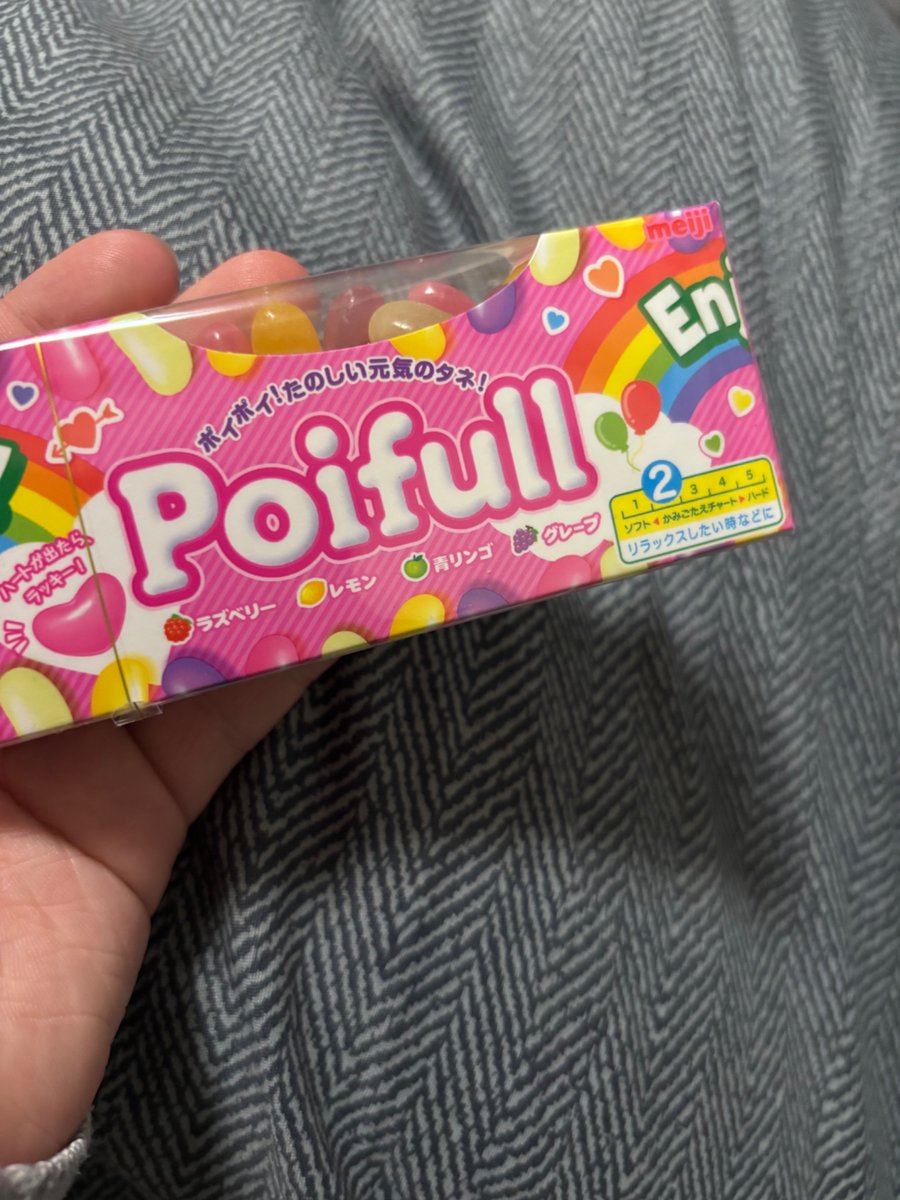 meiji
ポイポイ！たのしい元気のタネ！
Poifull
ハートが出たら、
ラッキー！
ラズベリー
レモン
青リンゴ
グレープ
1 2 3 4 5
ソフト◀かみごたえチャート▶ハード
リラックスしたい時などに